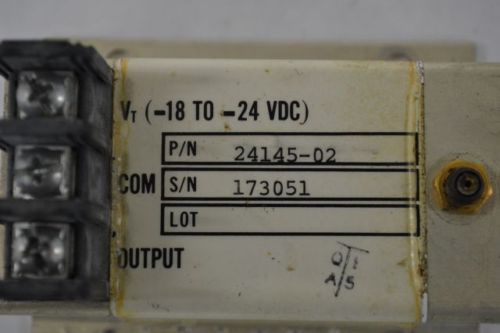 VT (-18 TO -24 VDC)
P/N 24145-02
COM S/N 173051
LOT
OUTPUT